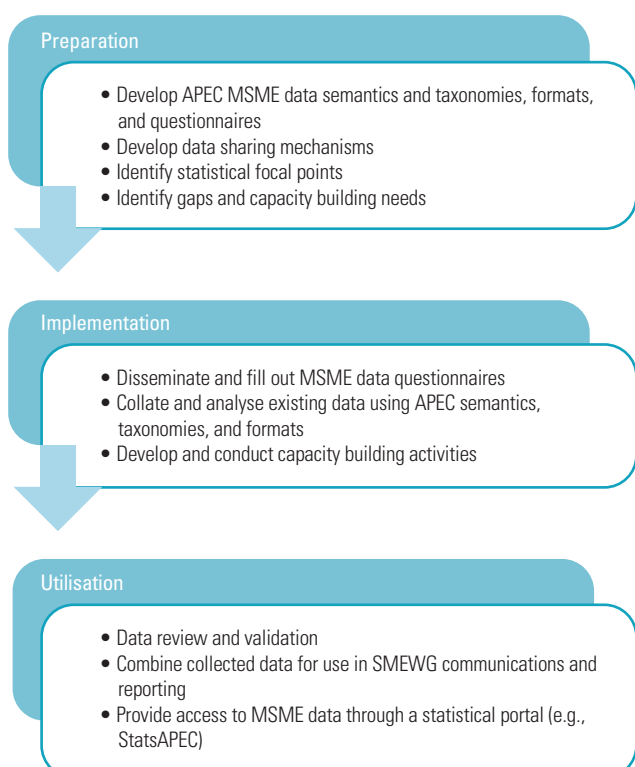 Preparation
• Develop APEC MSME data semantics and taxonomies, formats,
and questionnaires
• Develop data sharing mechanisms
• Identify statistical focal points
• Identify gaps and capacity building needs
Implementation
• Disseminate and fill out MSME data questionnaires
• Collate and analyse existing data using APEC semantics,
taxonomies, and formats
• Develop and conduct capacity building activities
Utilisation
• Data review and validation
• Combine collected data for use in SMEWG communications and
reporting
• Provide access to MSME data through a statistical portal (e.g.,
StatsAPEC)